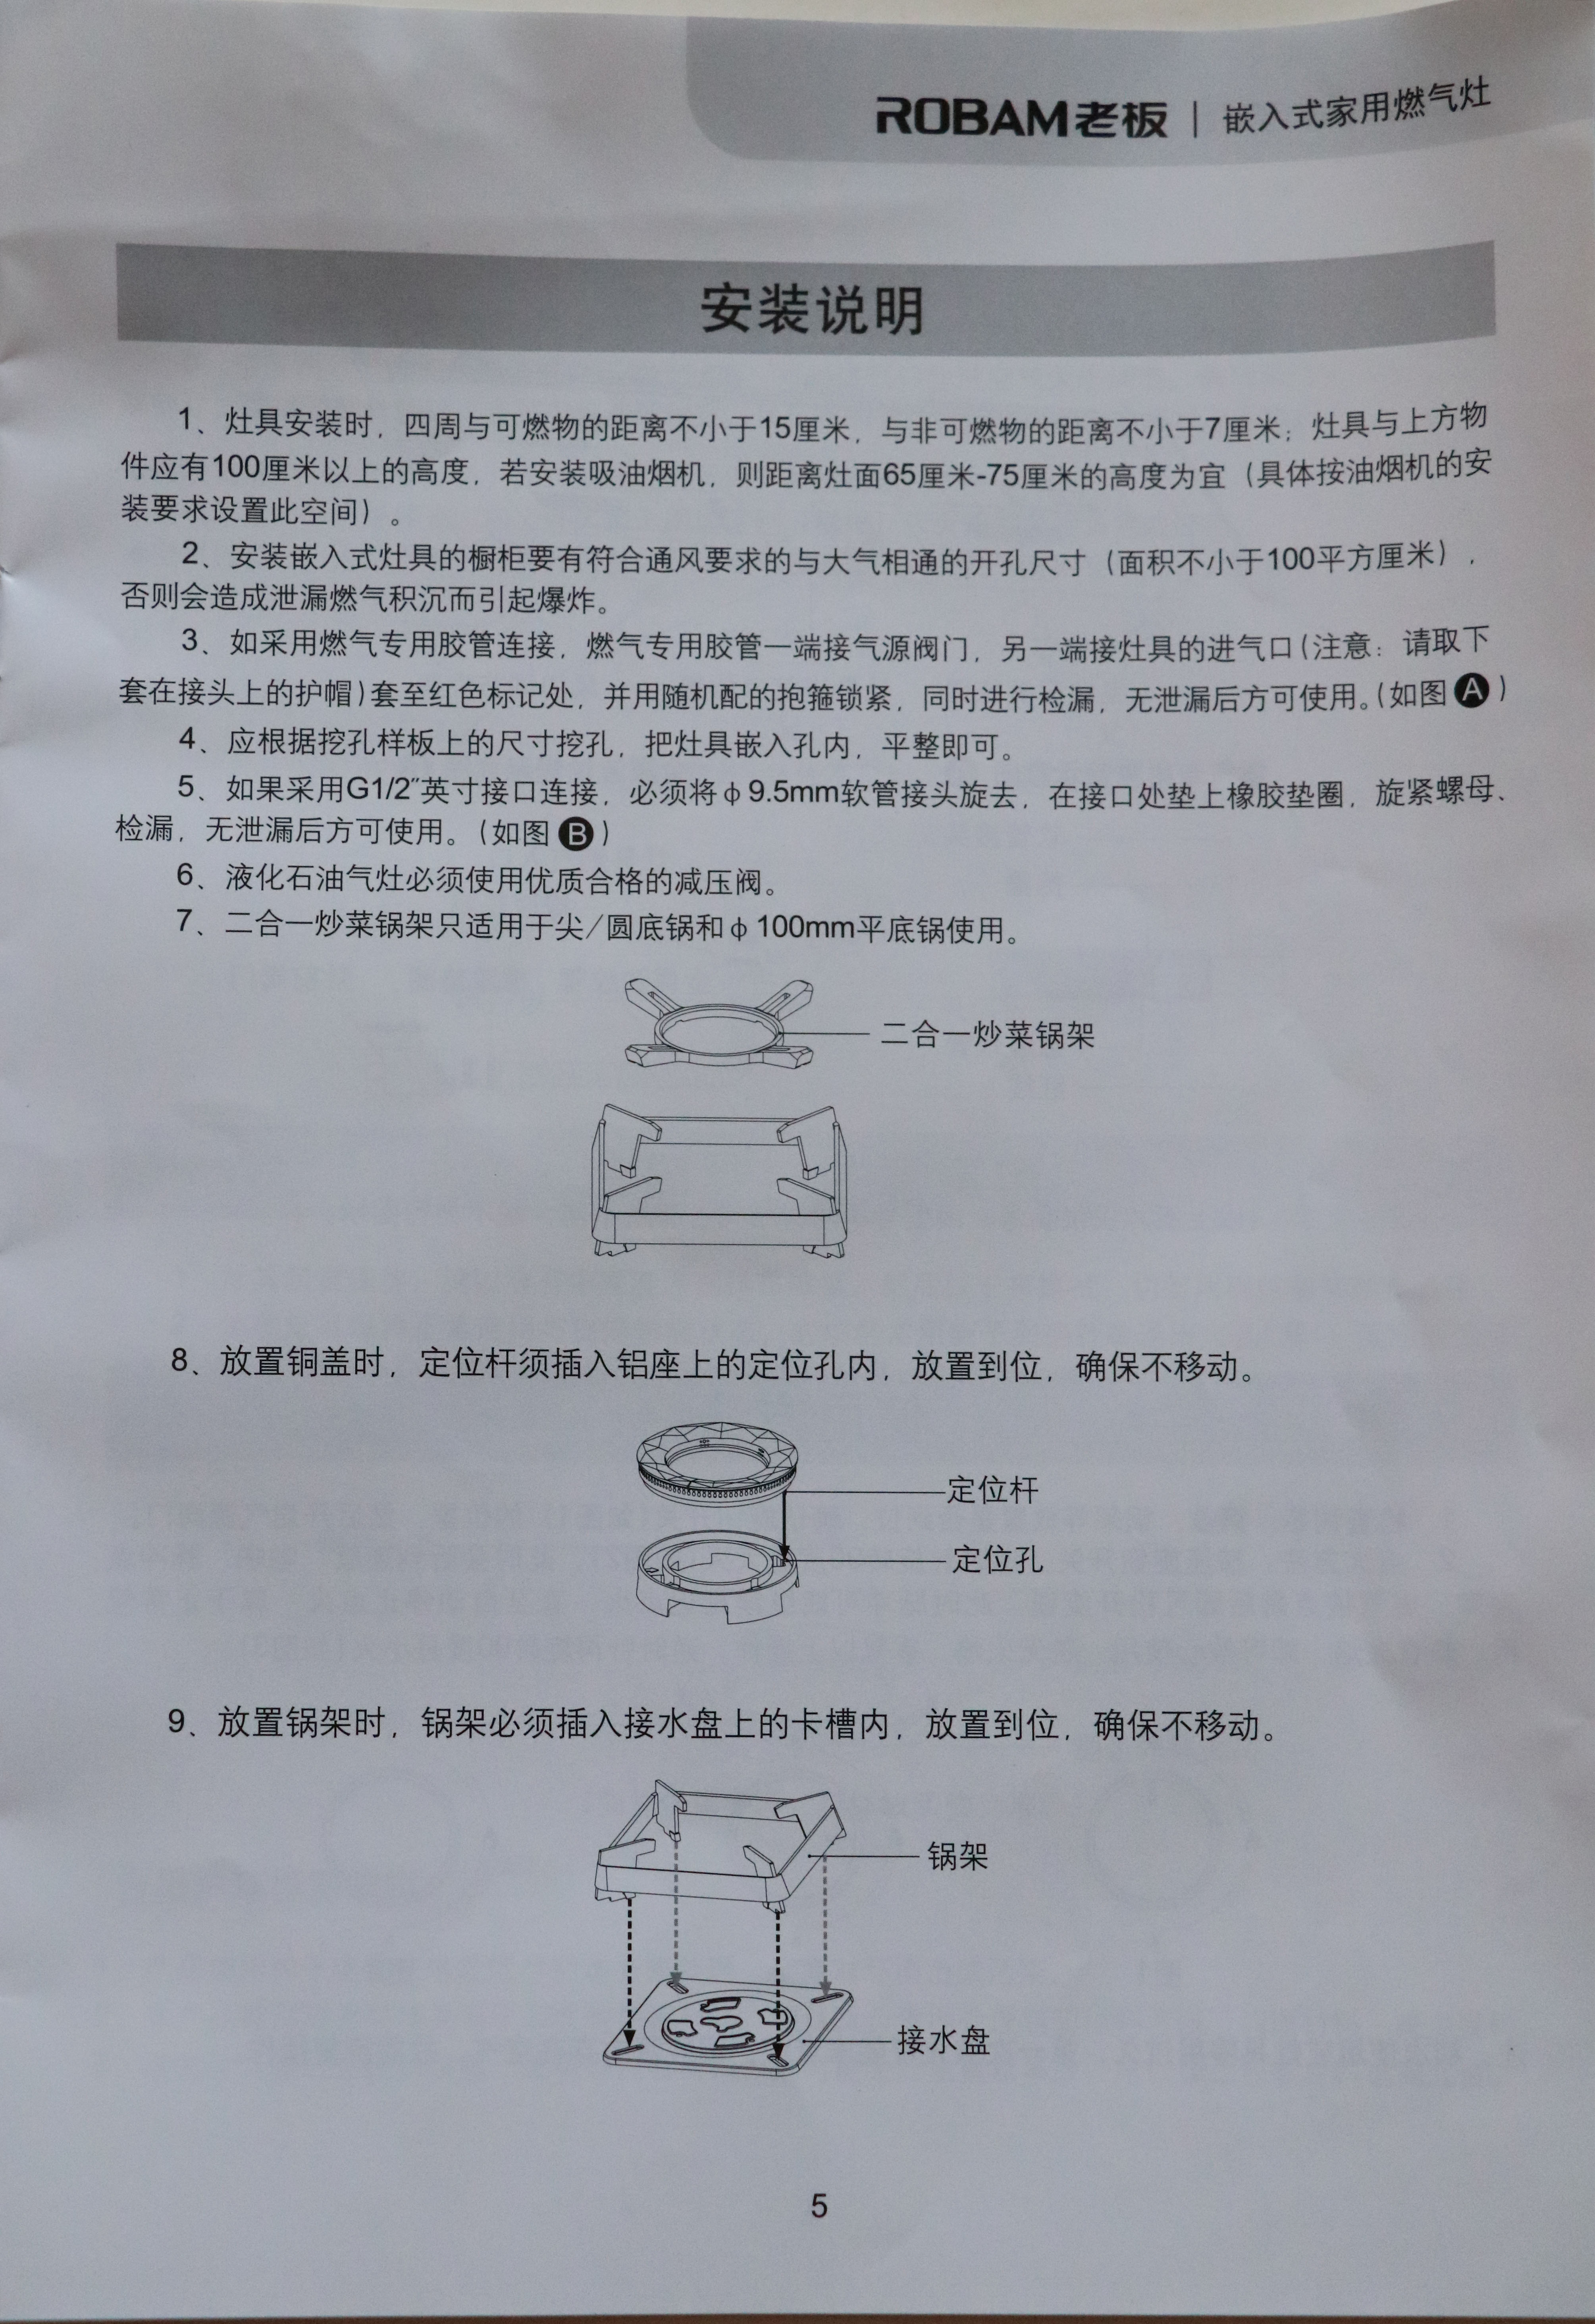 ROBAM老板 | 嵌入式家用燃气灶
安装说明
1、灶具安装时，四周与可燃物的距离不小于15厘米，与非可燃物的距离不小于7厘米；灶具与上方物
件应有100厘米以上的高度，若安装吸油烟机，则距离灶面65厘米-75厘米的高度为宜（具体按油烟机的安
装要求设置此空间）。
2、安装嵌入式灶具的橱柜要有符合通风要求的与大气相通的开孔尺寸（面积不小于100平方厘米），
否则会造成泄漏燃气积沉而引起爆炸。
3、如采用燃气专用胶管连接，燃气专用胶管一端接气源阀门，另一端接灶具的进气口(注意：请取下
套在接头上的护帽)套至红色标记处，并用随机配的抱箍锁紧，同时进行检漏，无泄漏后方可使用。(如图 A )
4、应根据挖孔样板上的尺寸挖孔，把灶具嵌入孔内，平整即可。
5、如果采用G1/2″英寸接口连接，必须将φ9.5mm软管接头旋去，在接口处垫上橡胶垫圈，旋紧螺母、
检漏，无泄漏后方可使用。(如图 B )
6、液化石油气灶必须使用优质合格的减压阀。
7、二合一炒菜锅架只适用于尖/圆底锅和φ100mm平底锅使用。
二合一炒菜锅架
8、放置铜盖时，定位杆须插入铝座上的定位孔内，放置到位，确保不移动。
定位杆
定位孔
9、放置锅架时，锅架必须插入接水盘上的卡槽内，放置到位，确保不移动。
锅架
接水盘
5